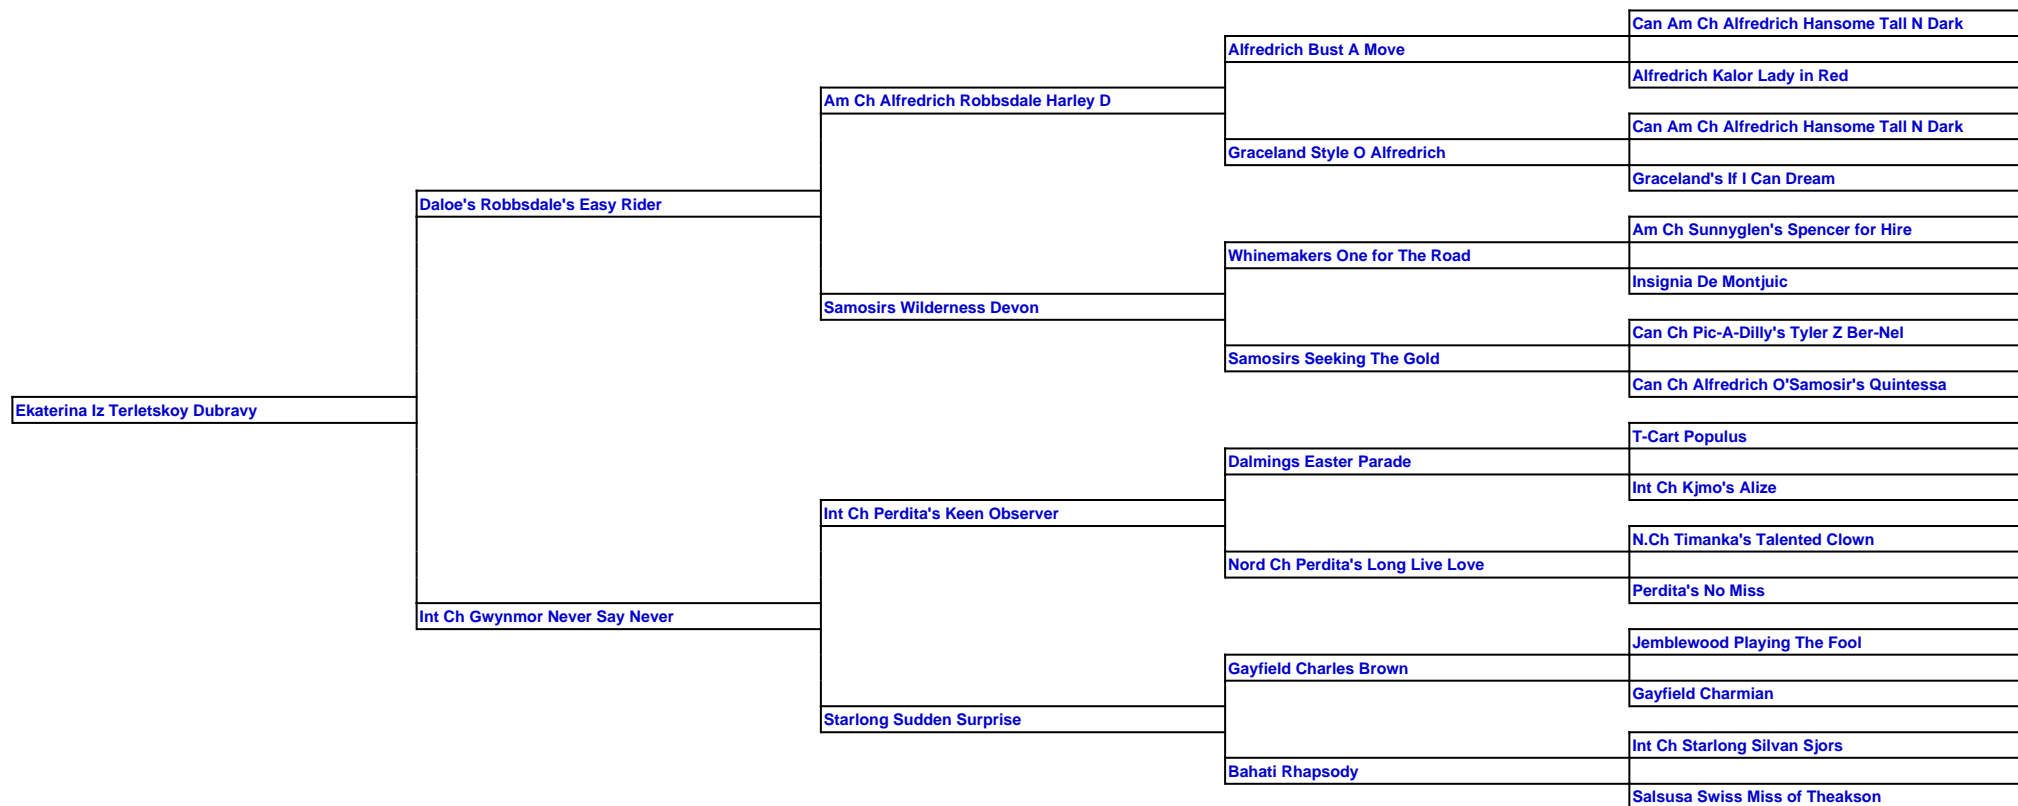 Can Am Ch Alfredrich Hansome Tall N Dark
Alfredrich Bust A Move
Alfredrich Kalor Lady in Red
Am Ch Alfredrich Robbsdale Harley D
Can Am Ch Alfredrich Hansome Tall N Dark
Graceland Style O Alfredrich
Graceland's If I Can Dream
Daloe's Robbsdale's Easy Rider
Am Ch Sunnyglen's Spencer for Hire
Whinemakers One for The Road
Insignia De Montjuic
Samosirs Wilderness Devon
Can Ch Pic-A-Dilly's Tyler Z Ber-Nel
Samosirs Seeking The Gold
Can Ch Alfredrich O'Samosir's Quintessa
Ekaterina Iz Terletskoy Dubravy
T-Cart Populus
Dalmings Easter Parade
Int Ch Kjmo's Alize
Int Ch Perdita's Keen Observer
N.Ch Timanka's Talented Clown
Nord Ch Perdita's Long Live Love
Perdita's No Miss
Int Ch Gwynmor Never Say Never
Jemblewood Playing The Fool
Gayfield Charles Brown
Gayfield Charmian
Starlong Sudden Surprise
Int Ch Starlong Silvan Sjors
Bahati Rhapsody
Salsusa Swiss Miss of Theakson